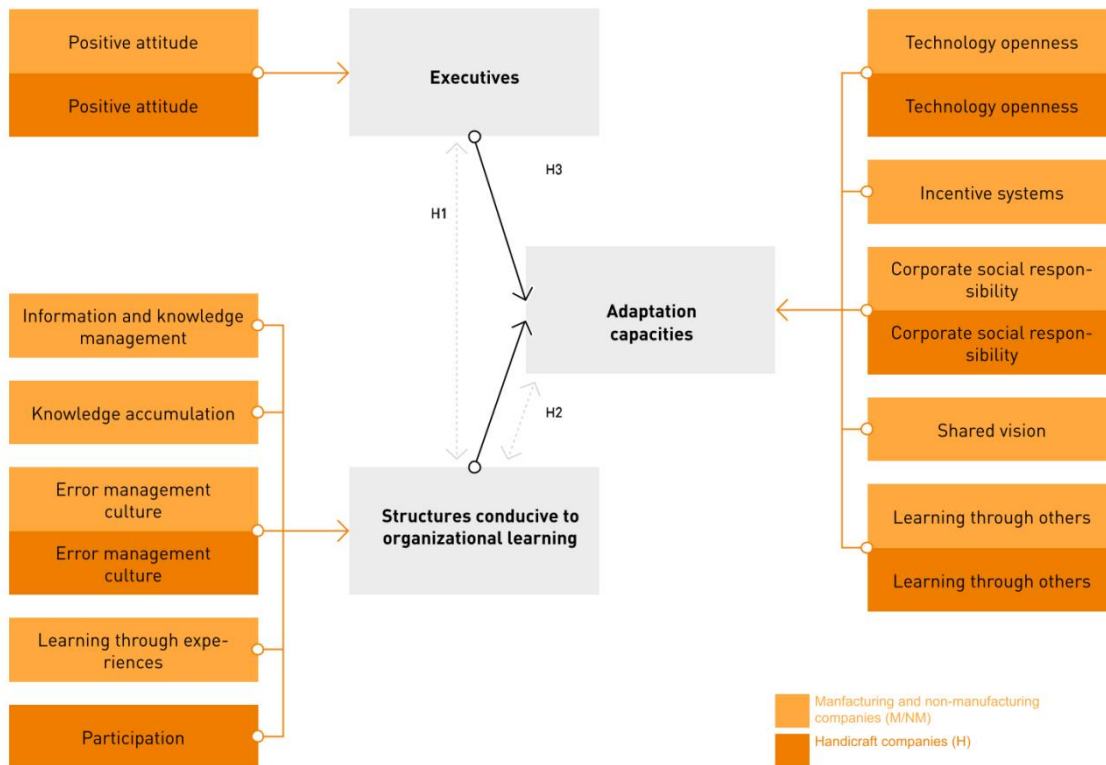 Positive attitude
Positive attitude
Executives
H1
H3
H2
Adaptation
capacities
Information and knowledge
management
Knowledge accumulation
Error management
culture
Error management
culture
Learning through expe-
riences
Participation
Structures conducive to
organizational learning
Technology openness
Technology openness
Incentive systems
Corporate social respon-
sibility
Corporate social respon-
sibility
Shared vision
Learning through others
Learning through others
Manfacturing and non-manufacturing
companies (M/NM)
Handicraft companies (H)